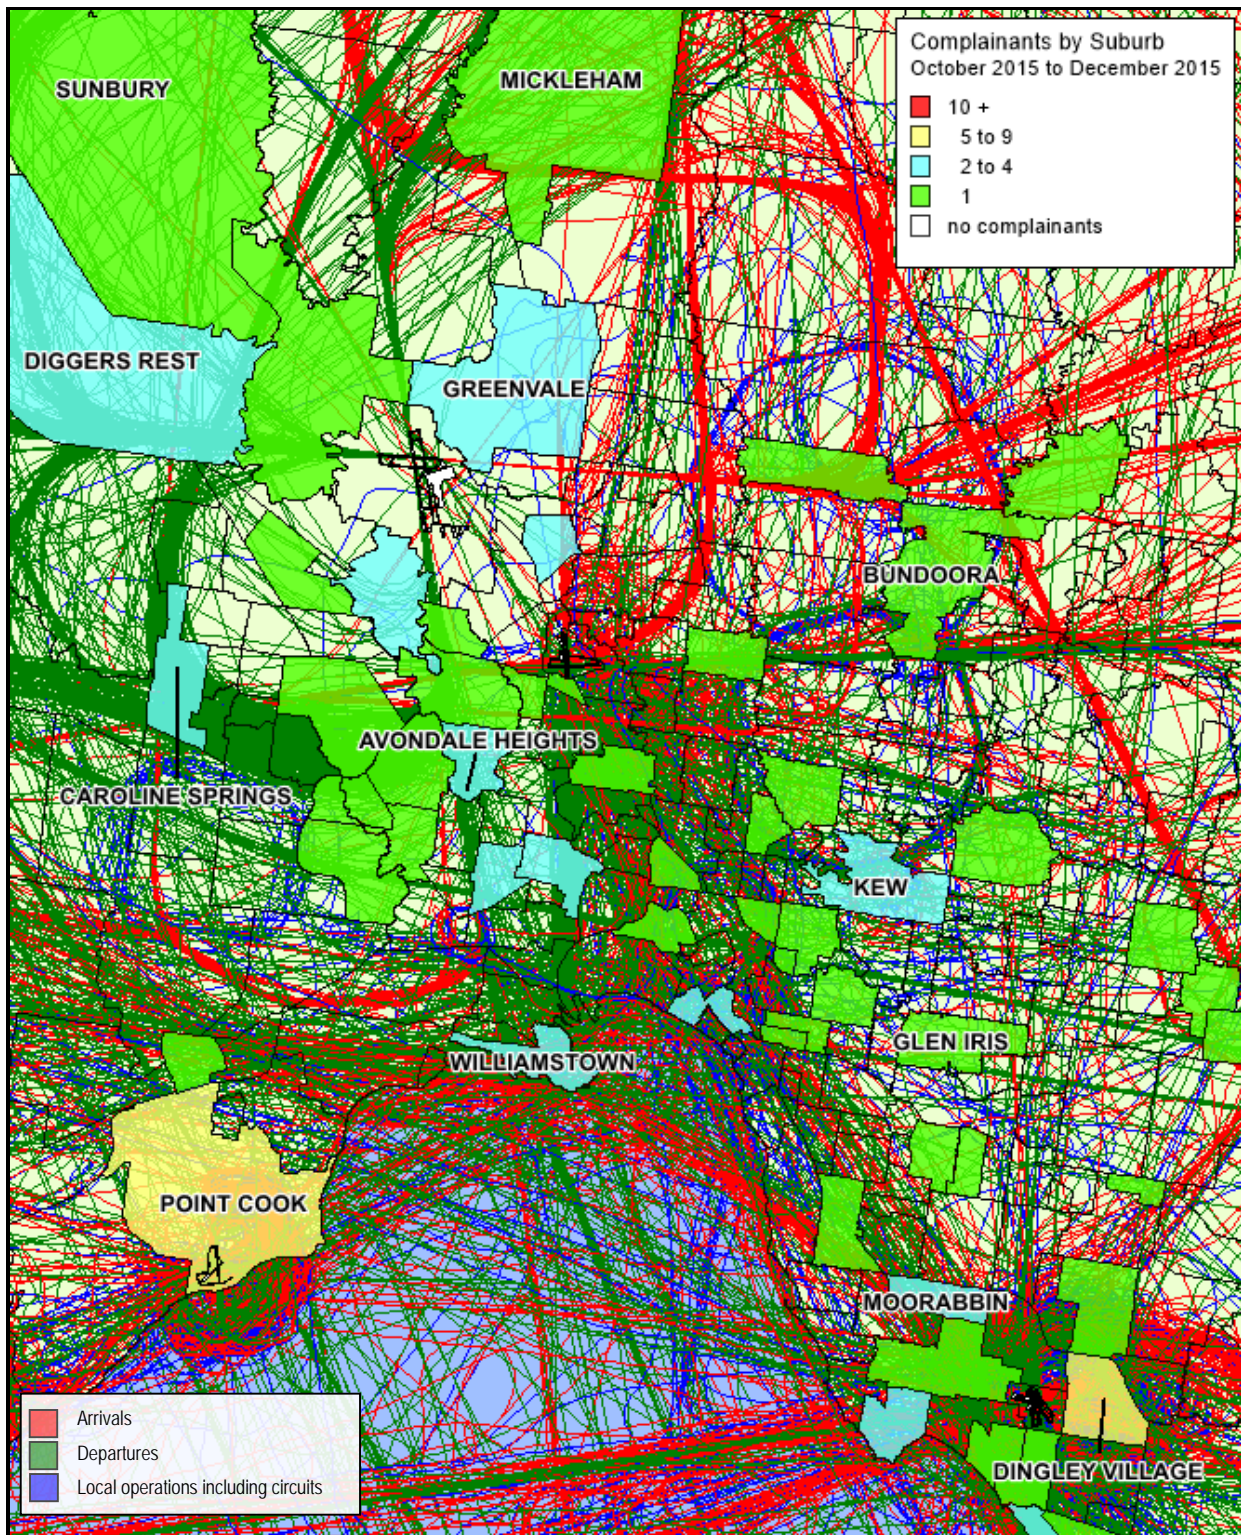 Complainants by Suburb
October 2015 to December 2015
10 +
5 to 9
2 to 4
1
no complainants
SUNBURY
MICKLEHAM
DIGGERS REST
GREENVALE
BUNDOORA
AVONDALE HEIGHTS
CAROLINE SPRINGS
KEW
GLEN IRIS
WILLIAMSTOWN
POINT COOK
MOORABBIN
DINGLEY VILLAGE
Arrivals
Departures
Local operations including circuits